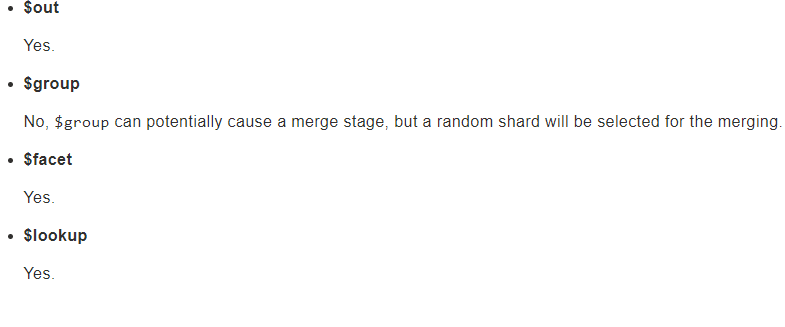 $out
Yes.
$group
No, $group can potentially cause a merge stage, but a random shard will be selected for the merging.
$facet
Yes.
$lookup
Yes.